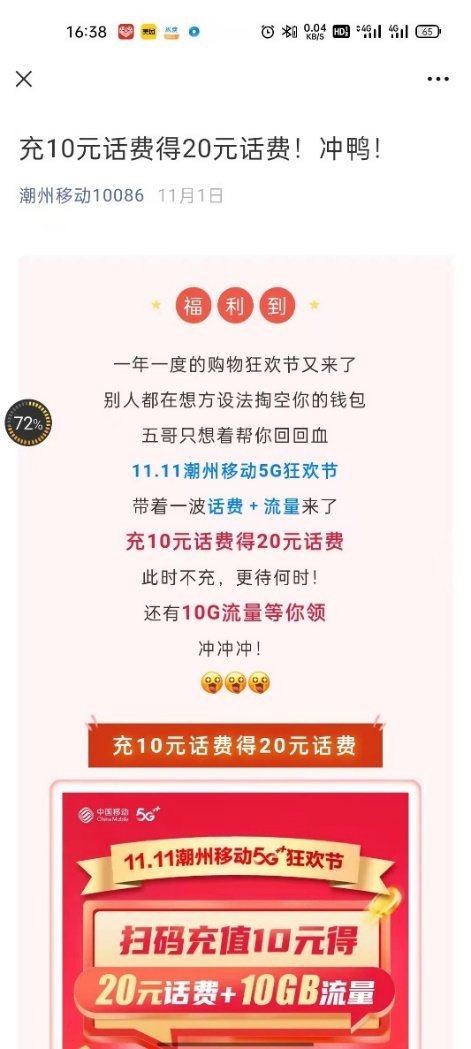 16:38
0.04 KB/S
HD
4G
4G
65
充10元话费得20元话费！冲鸭！
潮州移动10086 11月1日
福利到
一年一度的购物狂欢节又来了
别人都在想方设法掏空你的钱包
五哥只想着帮你回回血
72%
11.11潮州移动5G狂欢节
带着一波话费+流量来了
充10元话费得20元话费
此时不充，更待何时！
还有10G流量等你领
冲冲冲！
充10元话费得20元话费
中国移动 China Mobile 5G+
11.11潮州移动5G+狂欢节
扫码充值10元得
20元话费+10GB流量